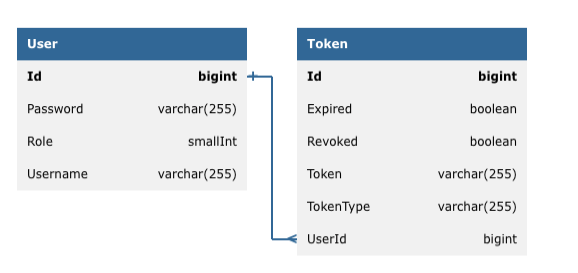 User
Id bigint
Password varchar(255)
Role smallInt
Username varchar(255)
Token
Id bigint
Expired boolean
Revoked boolean
Token varchar(255)
TokenType varchar(255)
UserId bigint